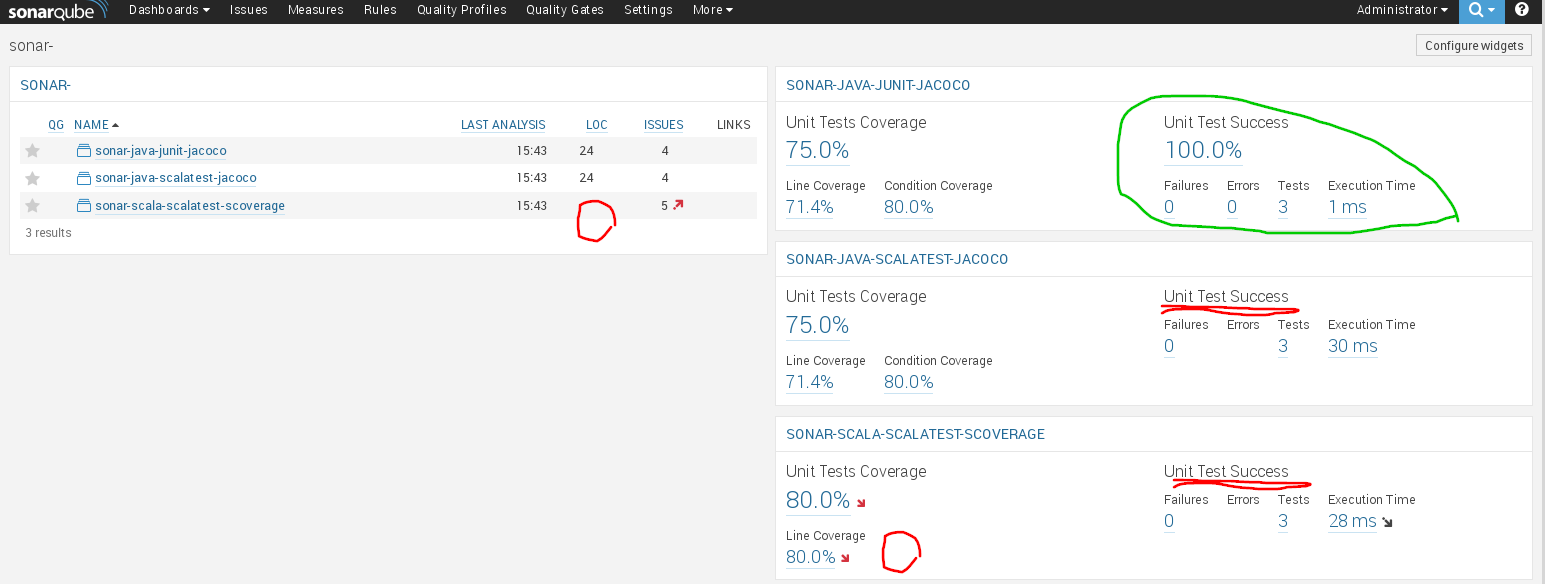 sonarqube Dashboards Issues Measures Rules Quality Profiles Quality Gates Settings More Administrator ?
sonar-
Configure widgets
SONAR-
QG NAME LAST ANALYSIS LOC ISSUES LINKS
sonar-java-junit-jacoco 15:43 24 4
sonar-java-scalatest-jacoco 15:43 24 4
sonar-scala-scalatest-scoverage 15:43 5
3 results
SONAR-JAVA-JUNIT-JACOCO
Unit Tests Coverage Unit Test Success
75.0% 100.0%
Line Coverage Condition Coverage Failures Errors Tests Execution Time
71.4% 80.0% 0 0 3 1 ms
SONAR-JAVA-SCALATEST-JACOCO
Unit Tests Coverage Unit Test Success
75.0% Failures Errors Tests Execution Time
0 3 30 ms
Line Coverage Condition Coverage
71.4% 80.0%
SONAR-SCALA-SCALATEST-SCOVERAGE
Unit Tests Coverage Unit Test Success
80.0% Failures Errors Tests Execution Time
0 3 28 ms
Line Coverage
80.0%